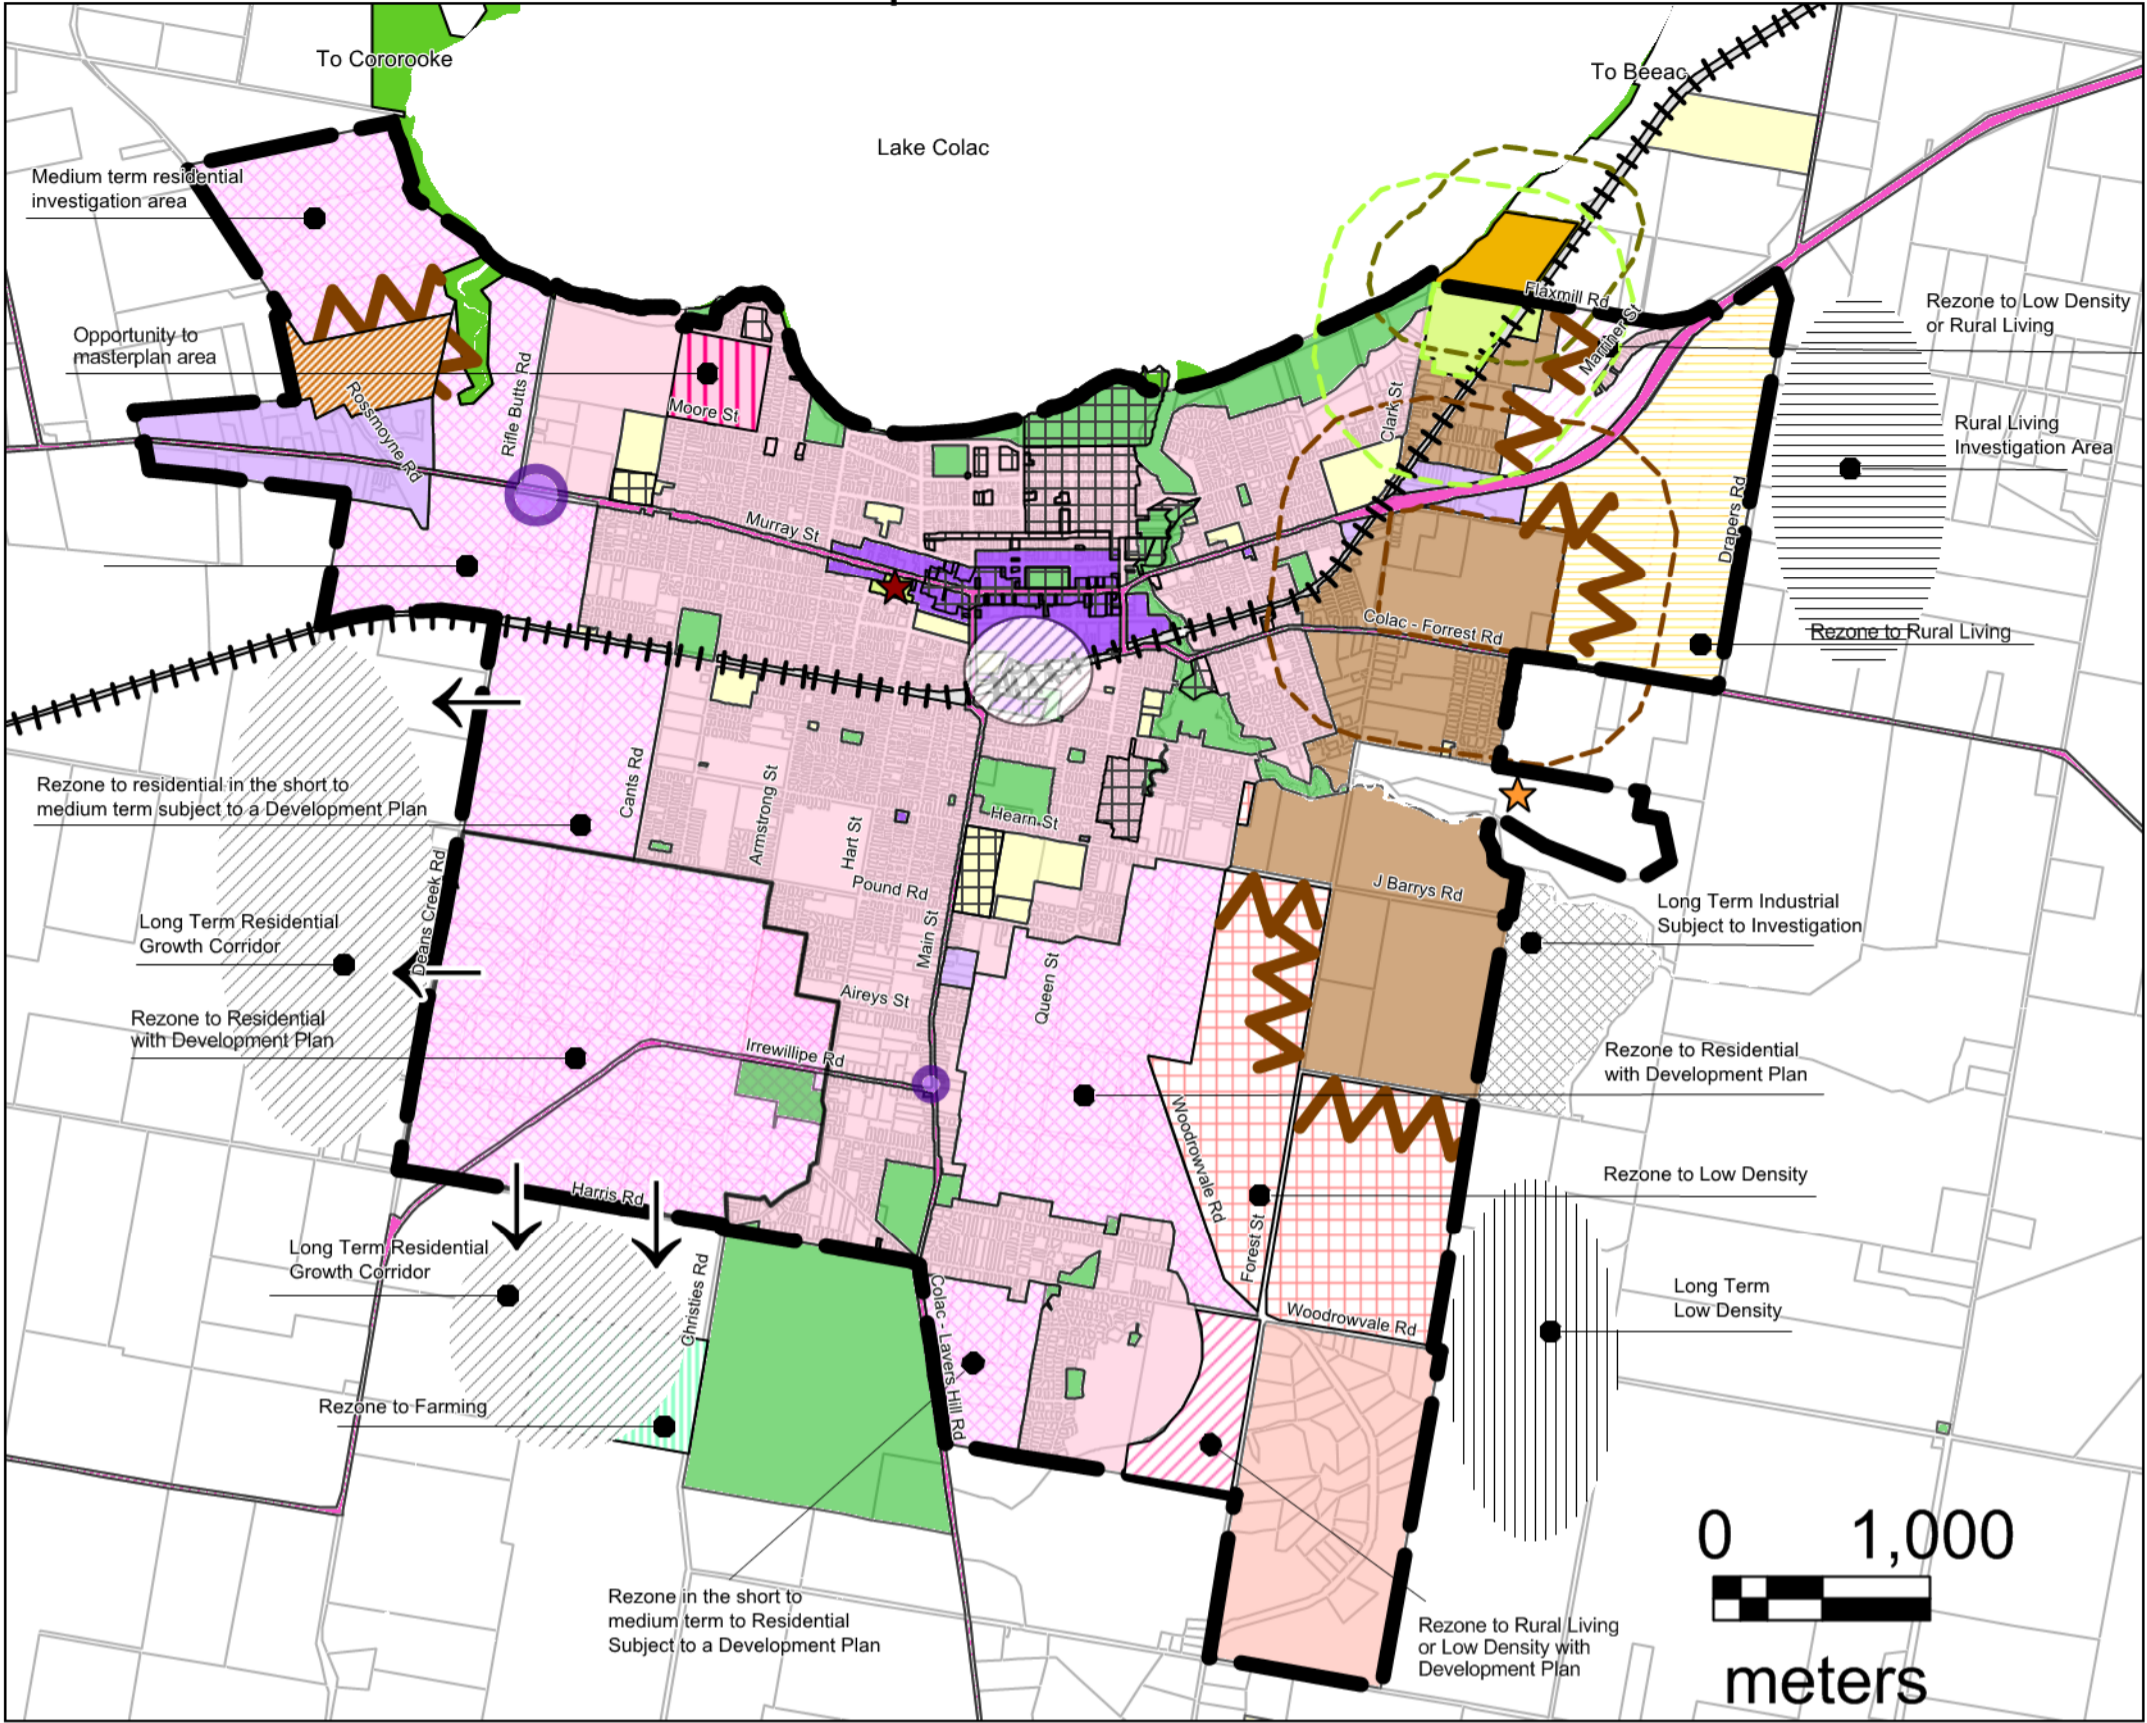 To Cororooke
To Beeac
Lake Colac
Medium term residential
investigation area
Opportunity to
masterplan area
Rossmoyne Rd
Rifle Butts Rd
Moore St
Murray St
Clark St
Flaxmill Rd
Marriner St
Drapers Rd
Rezone to Low Density
or Rural Living
Rural Living
Investigation Area
Rezone to Rural Living
Colac - Forrest Rd
Rezone to residential in the short to
medium term subject to a Development Plan
Cants Rd
Armstrong St
Hart St
Hearn St
Pound Rd
J Barrys Rd
Deans Creek Rd
Main St
Long Term Residential
Growth Corridor
Long Term Industrial
Subject to Investigation
Queen St
Aireys St
Rezone to Residential
with Development Plan
Irrewillipe Rd
Rezone to Residential
with Development Plan
Woodrowvale Rd
Rezone to Low Density
Harris Rd
Forest St
Long Term Residential
Growth Corridor
Christies Rd
Colac - Lavers Hill Rd
Woodrowvale Rd
Long Term
Low Density
Rezone to Farming
Rezone in the short to
medium term to Residential
Subject to a Development Plan
Rezone to Rural Living
or Low Density with
Development Plan
0 1,000
meters